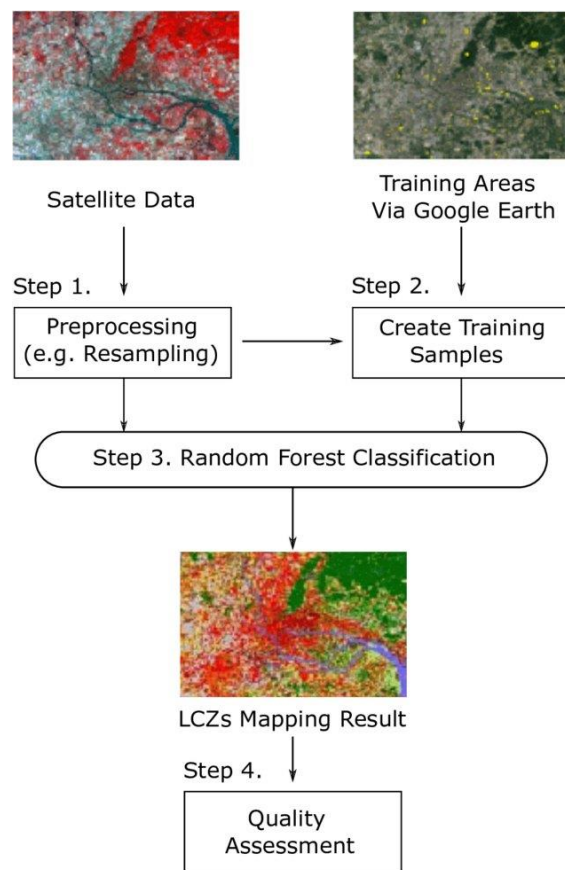 Satellite Data
Training Areas
Via Google Earth
Step 1.
Step 2.
Preprocessing
(e.g. Resampling)
Create Training
Samples
Step 3. Random Forest Classification
LCZs Mapping Result
Step 4.
Quality
Assessment